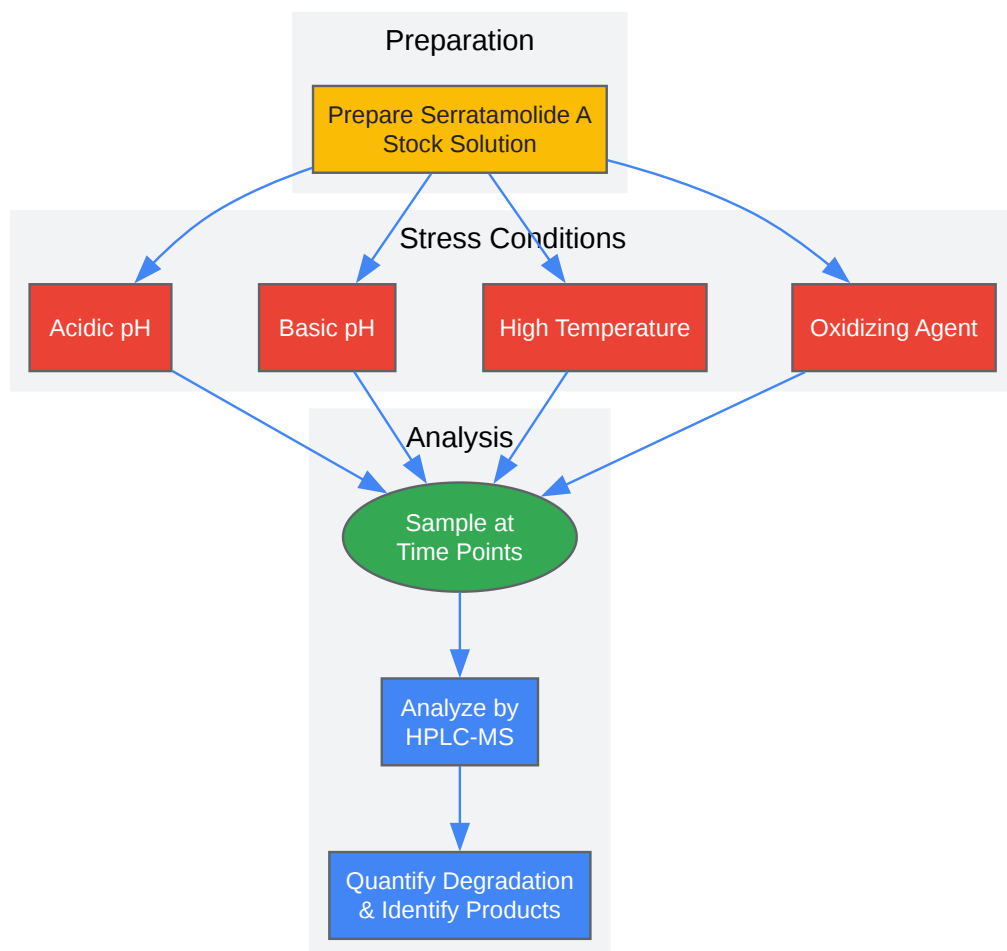 Preparation
Prepare Serratamolide A
Stock Solution
Stress Conditions
Acidic pH
Basic pH
High Temperature
Oxidizing Agent
Analysis
Sample at
Time Points
Analyze by
HPLC-MS
Quantify Degradation
& Identify Products